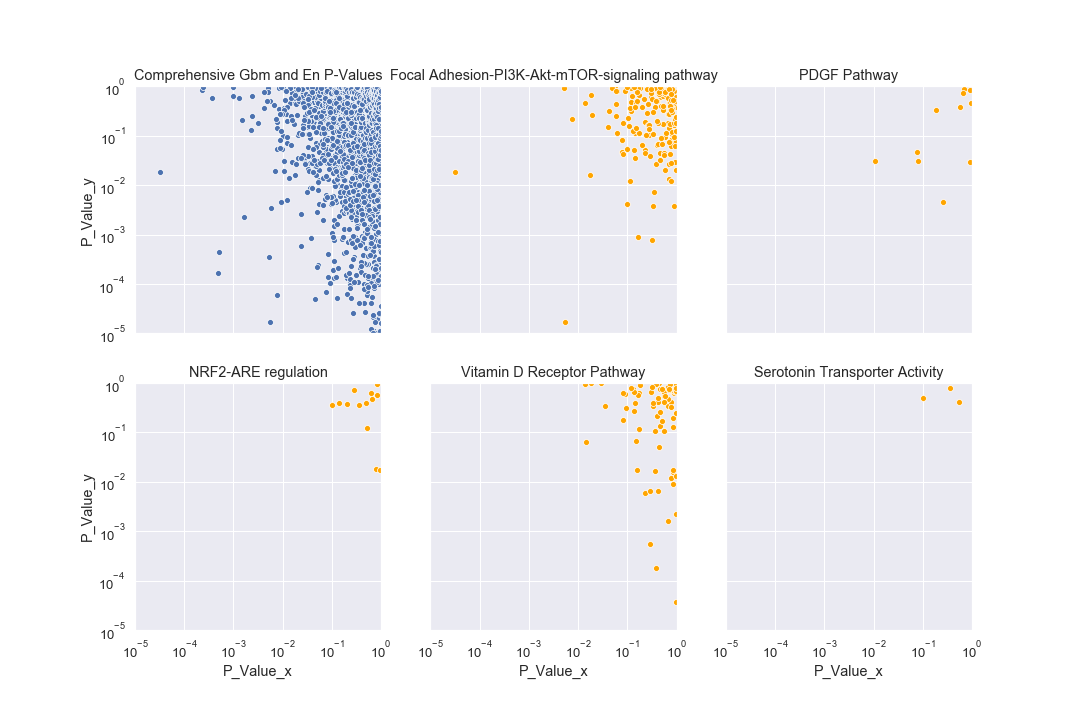 Comprehensive Gbm and En P-Values
Focal Adhesion-PI3K-Akt-mTOR-signaling pathway
PDGF Pathway
10^0
10^−1
10^−2
10^−3
10^−4
10^−5
P_Value_y
NRF2-ARE regulation
Vitamin D Receptor Pathway
Serotonin Transporter Activity
10^0
10^−1
10^−2
10^−3
10^−4
10^−5
P_Value_y
10^−5 10^−4 10^−3 10^−2 10^−1 10^0
10^−5 10^−4 10^−3 10^−2 10^−1 10^0
10^−5 10^−4 10^−3 10^−2 10^−1 10^0
P_Value_x
P_Value_x
P_Value_x